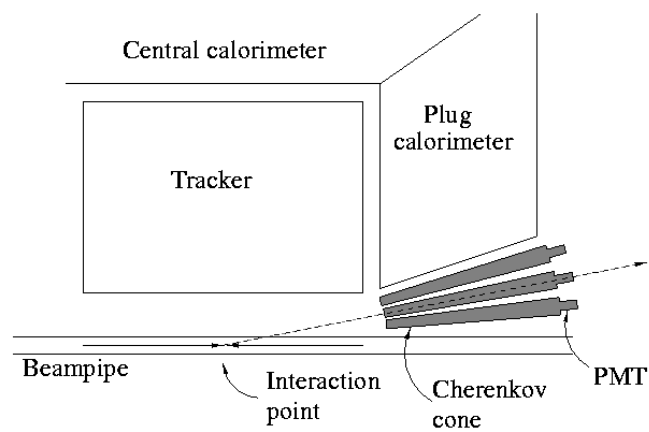 Central calorimeter
Plug
calorimeter
Tracker
Beampipe
Interaction
point
Cherenkov
cone
PMT